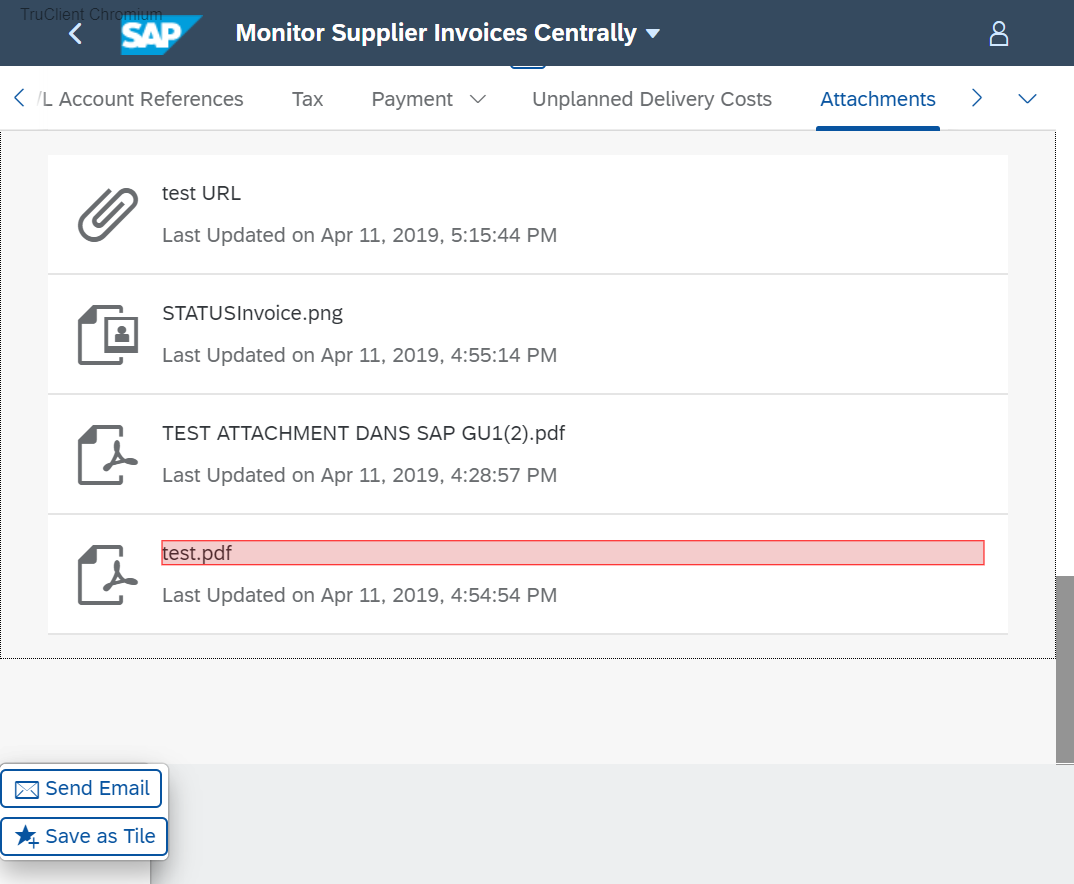 TruClient Chromium
SAP
Monitor Supplier Invoices Centrally
/L Account References Tax Payment Unplanned Delivery Costs Attachments
test URL
Last Updated on Apr 11, 2019, 5:15:44 PM
STATUSInvoice.png
Last Updated on Apr 11, 2019, 4:55:14 PM
TEST ATTACHMENT DANS SAP GU1(2).pdf
Last Updated on Apr 11, 2019, 4:28:57 PM
test.pdf
Last Updated on Apr 11, 2019, 4:54:54 PM
Send Email
Save as Tile